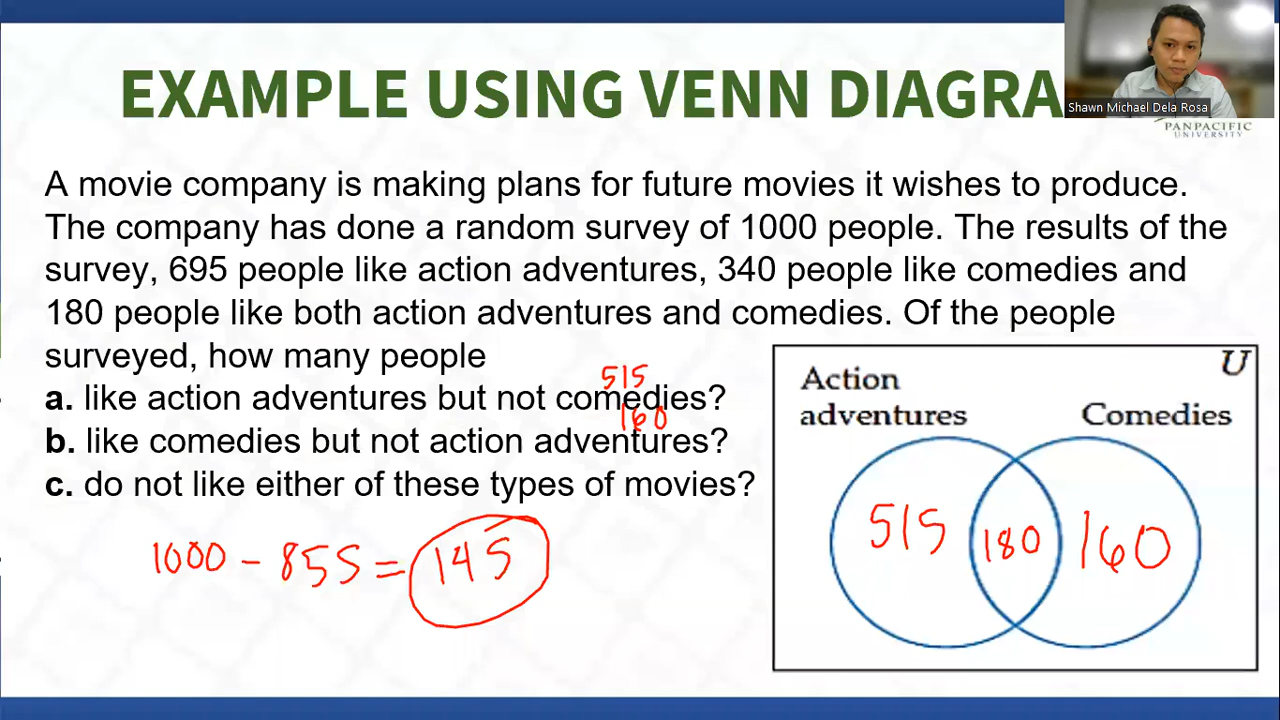 EXAMPLE USING VENN DIAGRA
Shawn Michael Dela Rosa
PANPACIFIC
UNIVERSITY
A movie company is making plans for future movies it wishes to produce.
The company has done a random survey of 1000 people. The results of the
survey, 695 people like action adventures, 340 people like comedies and
180 people like both action adventures and comedies. Of the people
surveyed, how many people
515
a. like action adventures but not comedies?
160
b. like comedies but not action adventures?
c. do not like either of these types of movies?
1000 - 855 = 145
U
Action
adventures
Comedies
515
180
160